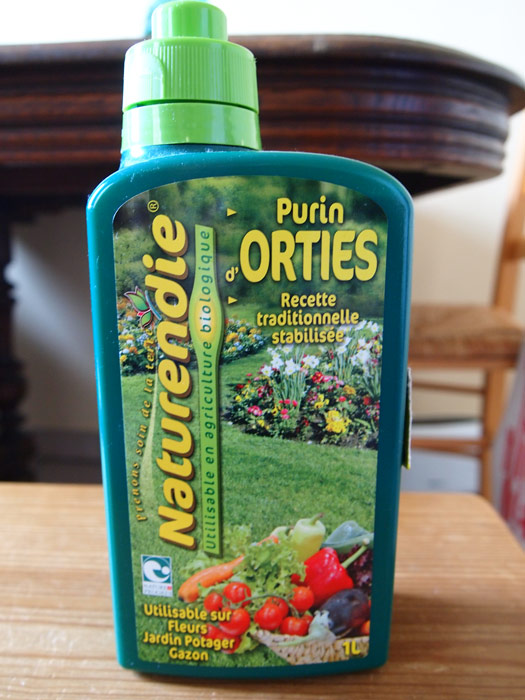 Purin
d'ORTIES
Recette
traditionnelle
stabilisée
Naturendie®
Prenons soin de la terre
Utilisable en agriculture biologique
Utilisable sur
Fleurs
Jardin Potager
Gazon
1L